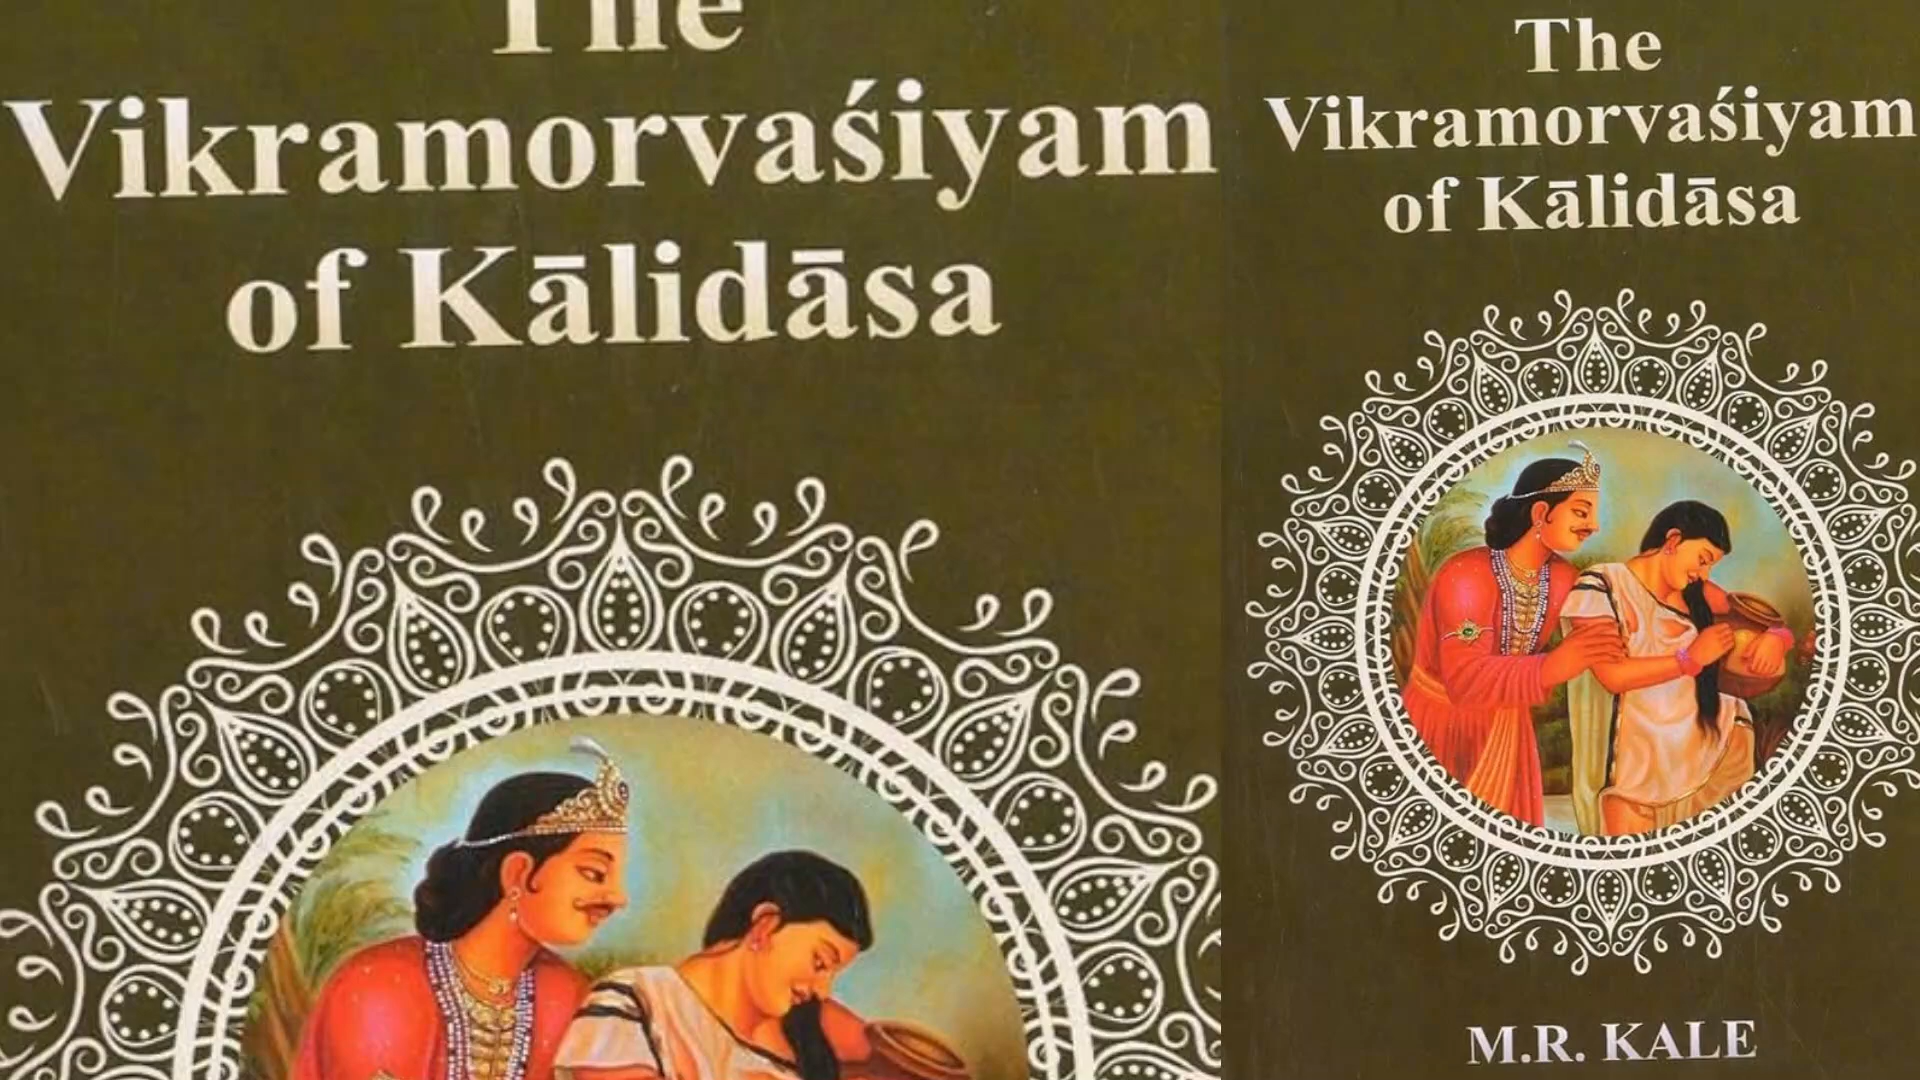 The
Vikramorvaśiyam
of Kālidāsa
The
Vikramorvaśiyam
of Kālidāsa
M.R. KALE